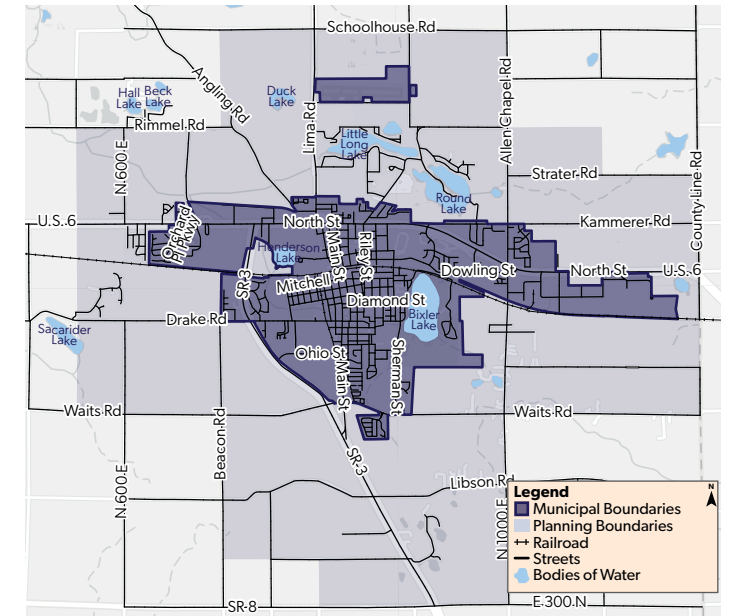 Schoolhouse Rd
Angling Rd
Hall
Lake
Beck
Lake
Duck
Lake
Lima Rd
Allen Chapel Rd
Rimmel Rd
Little
Long
Lake
N 600 E
Strater Rd
Round
Lake
County Line Rd
U.S. 6
Orchard
Pkwy
North St
Main St
Riley St
Kammerer Rd
Henderson
Lake
SR-3
Mitchell
Dowling St
North St
U.S. 6
Diamond St
Bixler
Lake
Drake Rd
Sacarider
Lake
Ohio St
Main St
Sherman St
Waits Rd
Beacon Rd
Waits Rd
SR-3
Libson Rd
N 600 E
N 1000 E
SR-8
E 300 N
N
Legend
Municipal Boundaries
Planning Boundaries
Railroad
Streets
Bodies of Water